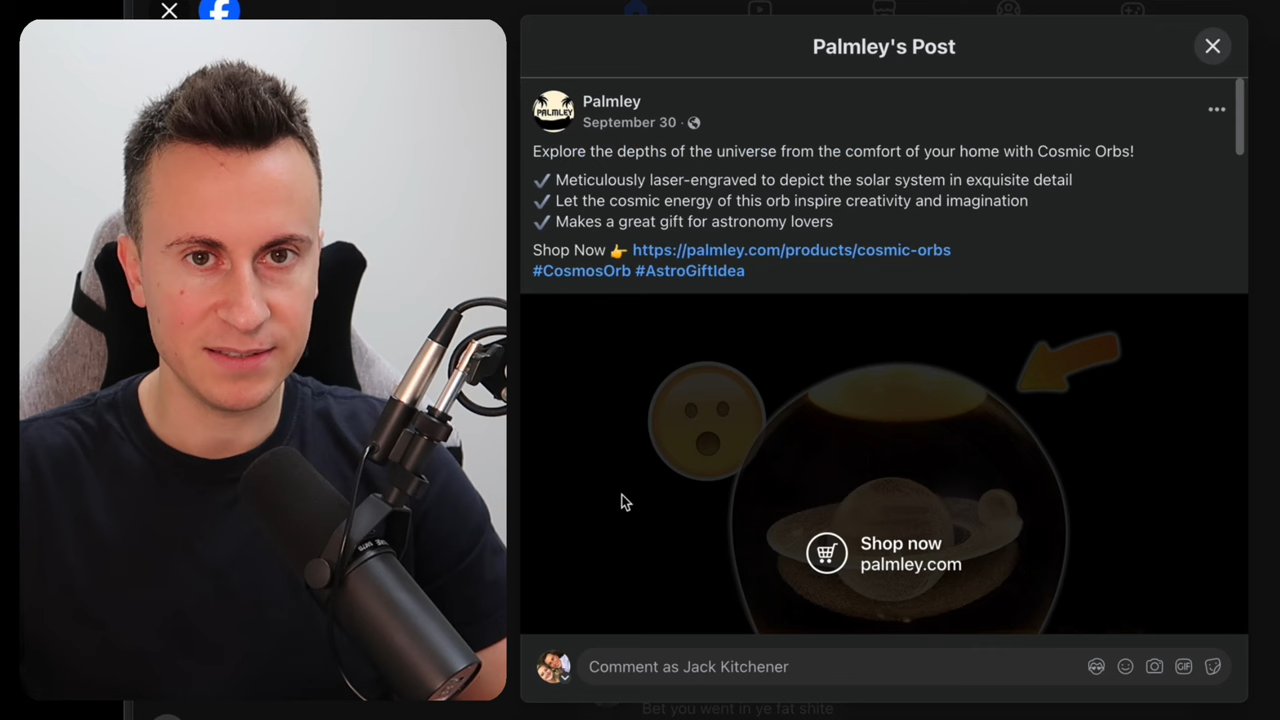 Palmley's Post
PALMLEY
Palmley
September 30 ·
Explore the depths of the universe from the comfort of your home with Cosmic Orbs!
✓ Meticulously laser-engraved to depict the solar system in exquisite detail
✓ Let the cosmic energy of this orb inspire creativity and imagination
✓ Makes a great gift for astronomy lovers
Shop Now 👉 https://palmley.com/products/cosmic-orbs
#CosmosOrb #AstroGiftIdea
Shop now
palmley.com
Comment as Jack Kitchener
GIF
Bet you went in ye fat shite